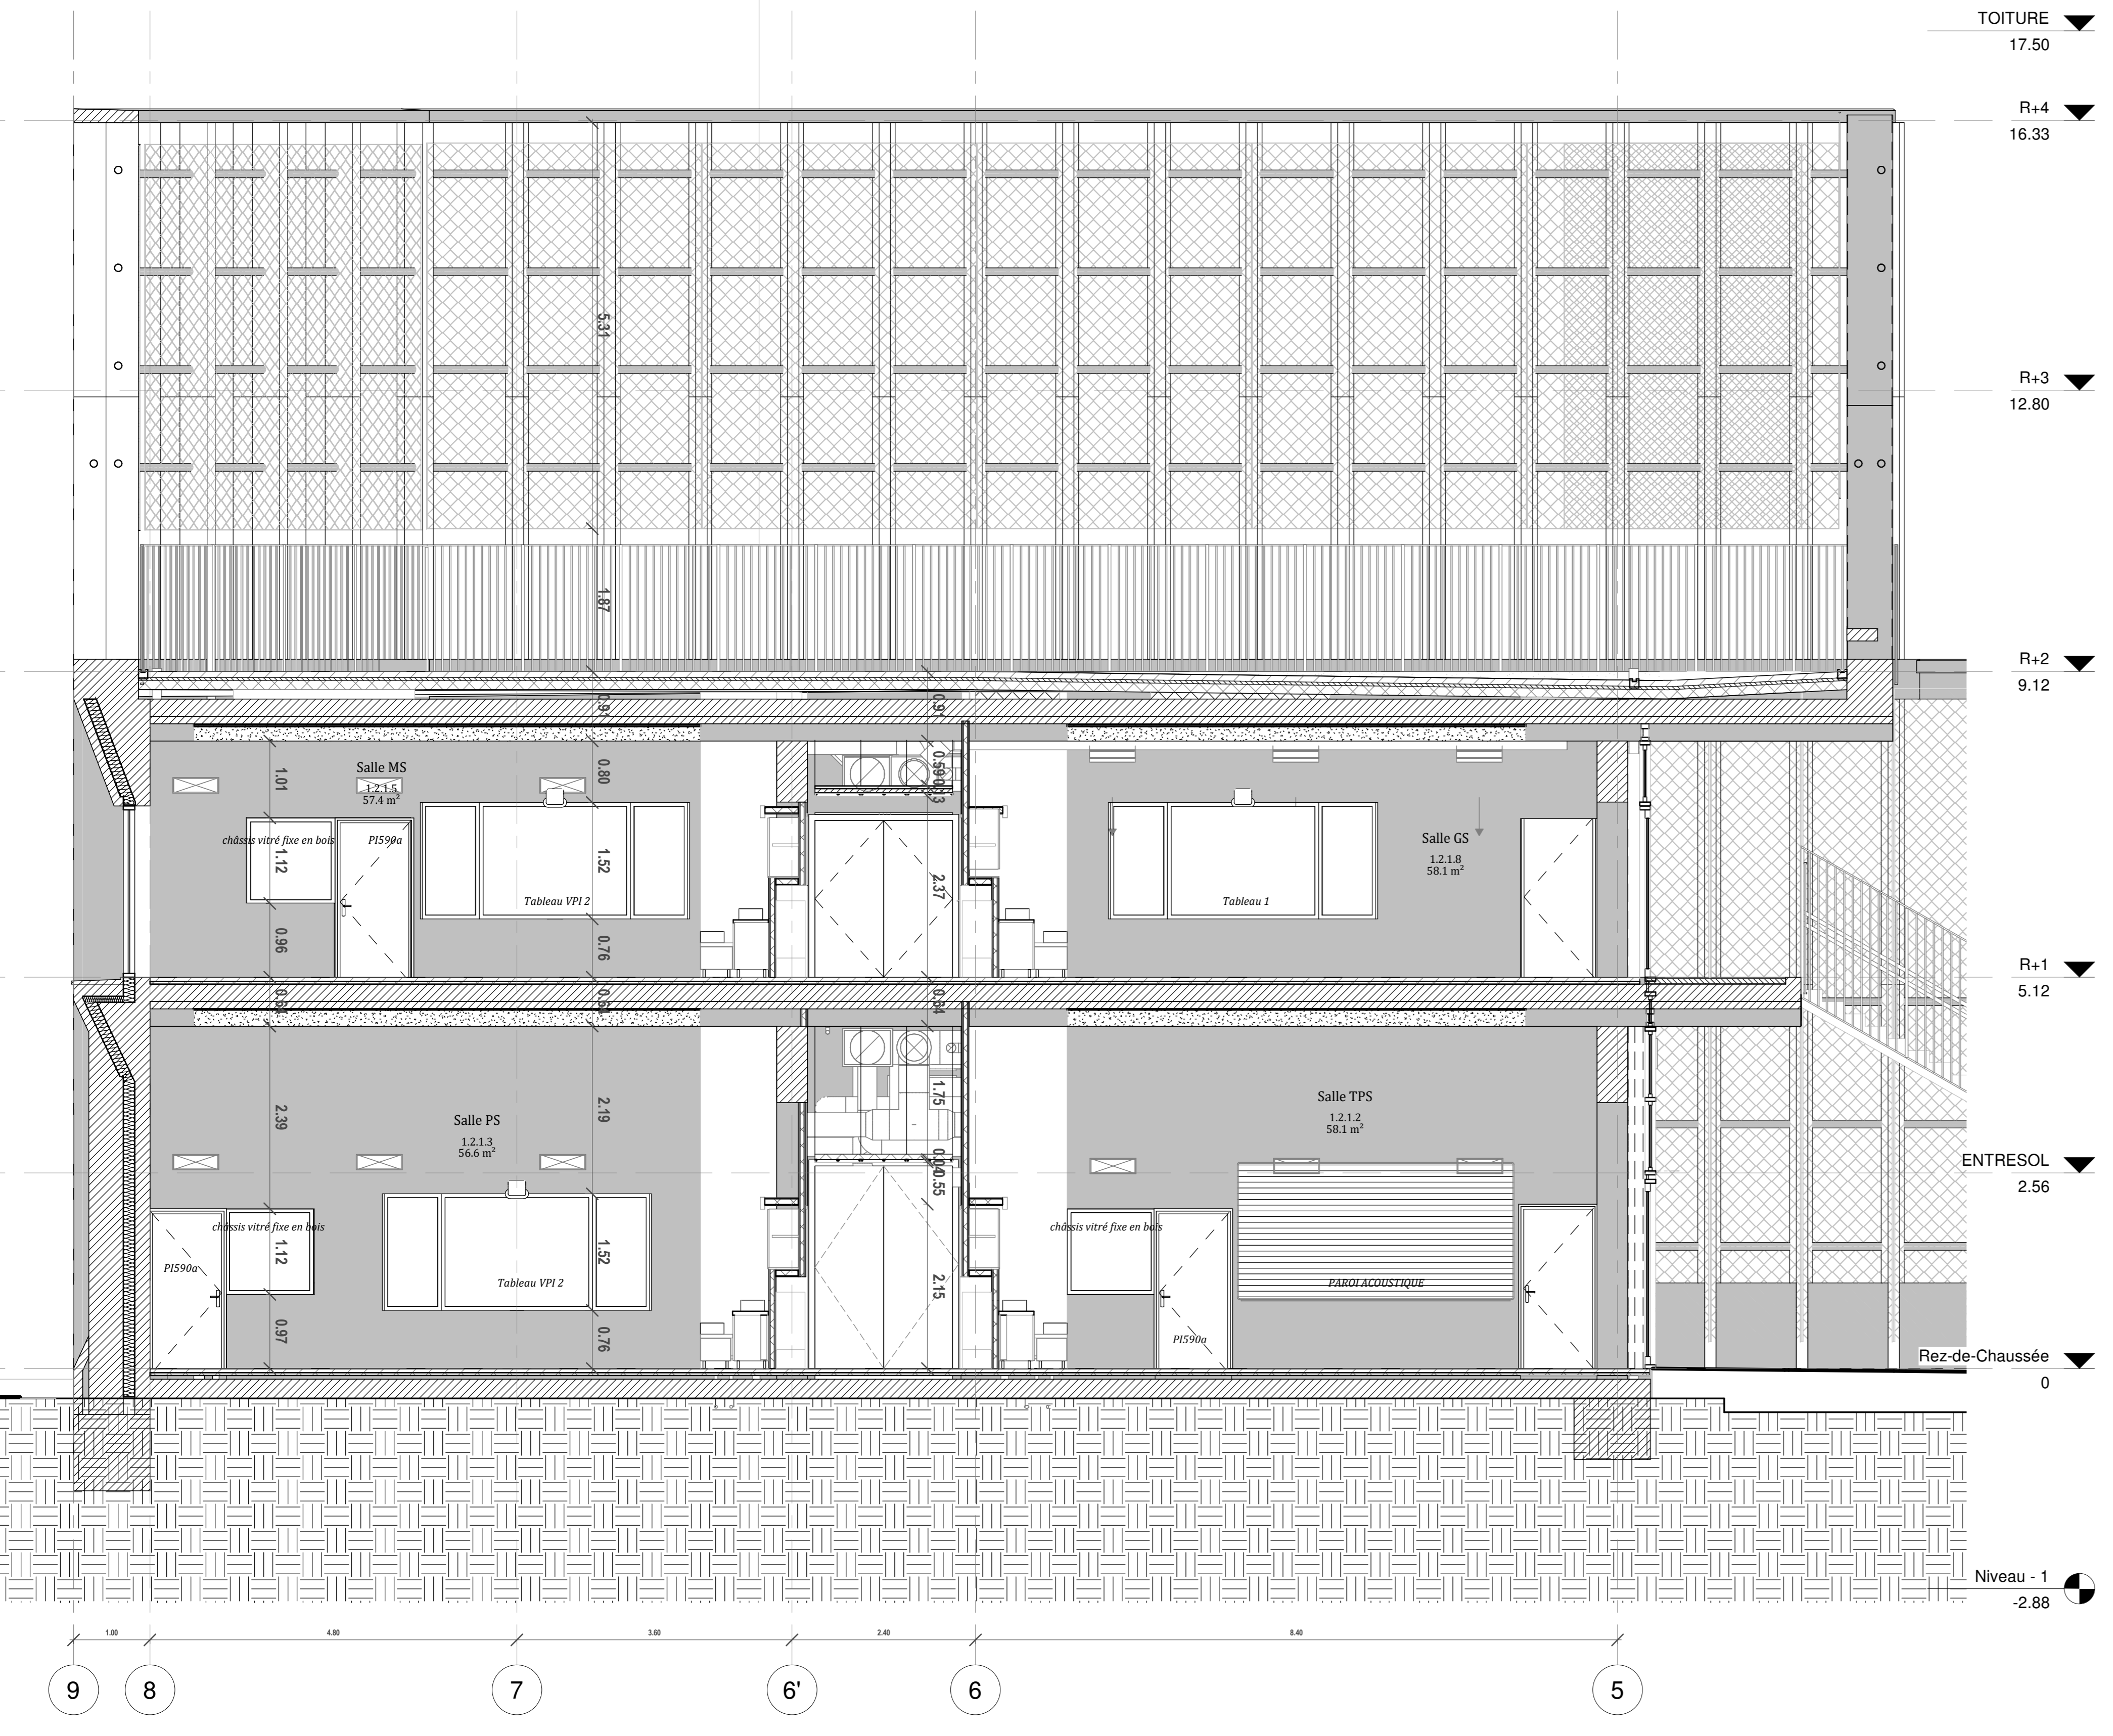 TOITURE
17.50
R+4
16.33
5.31
R+3
12.80
1.87
R+2
9.12
0.91
0.91
Salle MS
1.2.1.5
57.4 m²
1.01
0.80
châssis vitré fixe en bois
PI590a
1.12
1.52
Tableau VPI 2
0.96
0.76
2.37
Tableau 1
Salle GS
1.2.1.8
58.1 m²
R+1
5.12
0.64
2.39
2.19
Salle PS
1.2.1.3
56.6 m²
1.75
Salle TPS
1.2.1.2
58.1 m²
ENTRESOL
2.56
châssis vitré fixe en bois
PI590a
1.12
1.52
Tableau VPI 2
0.97
0.76
2.15
châssis vitré fixe en bois
PI590a
PAROI ACOUSTIQUE
Rez-de-Chaussée
0
Niveau - 1
-2.88
1.00 4.80 3.60 2.40 8.40
9 8 7 6' 6 5